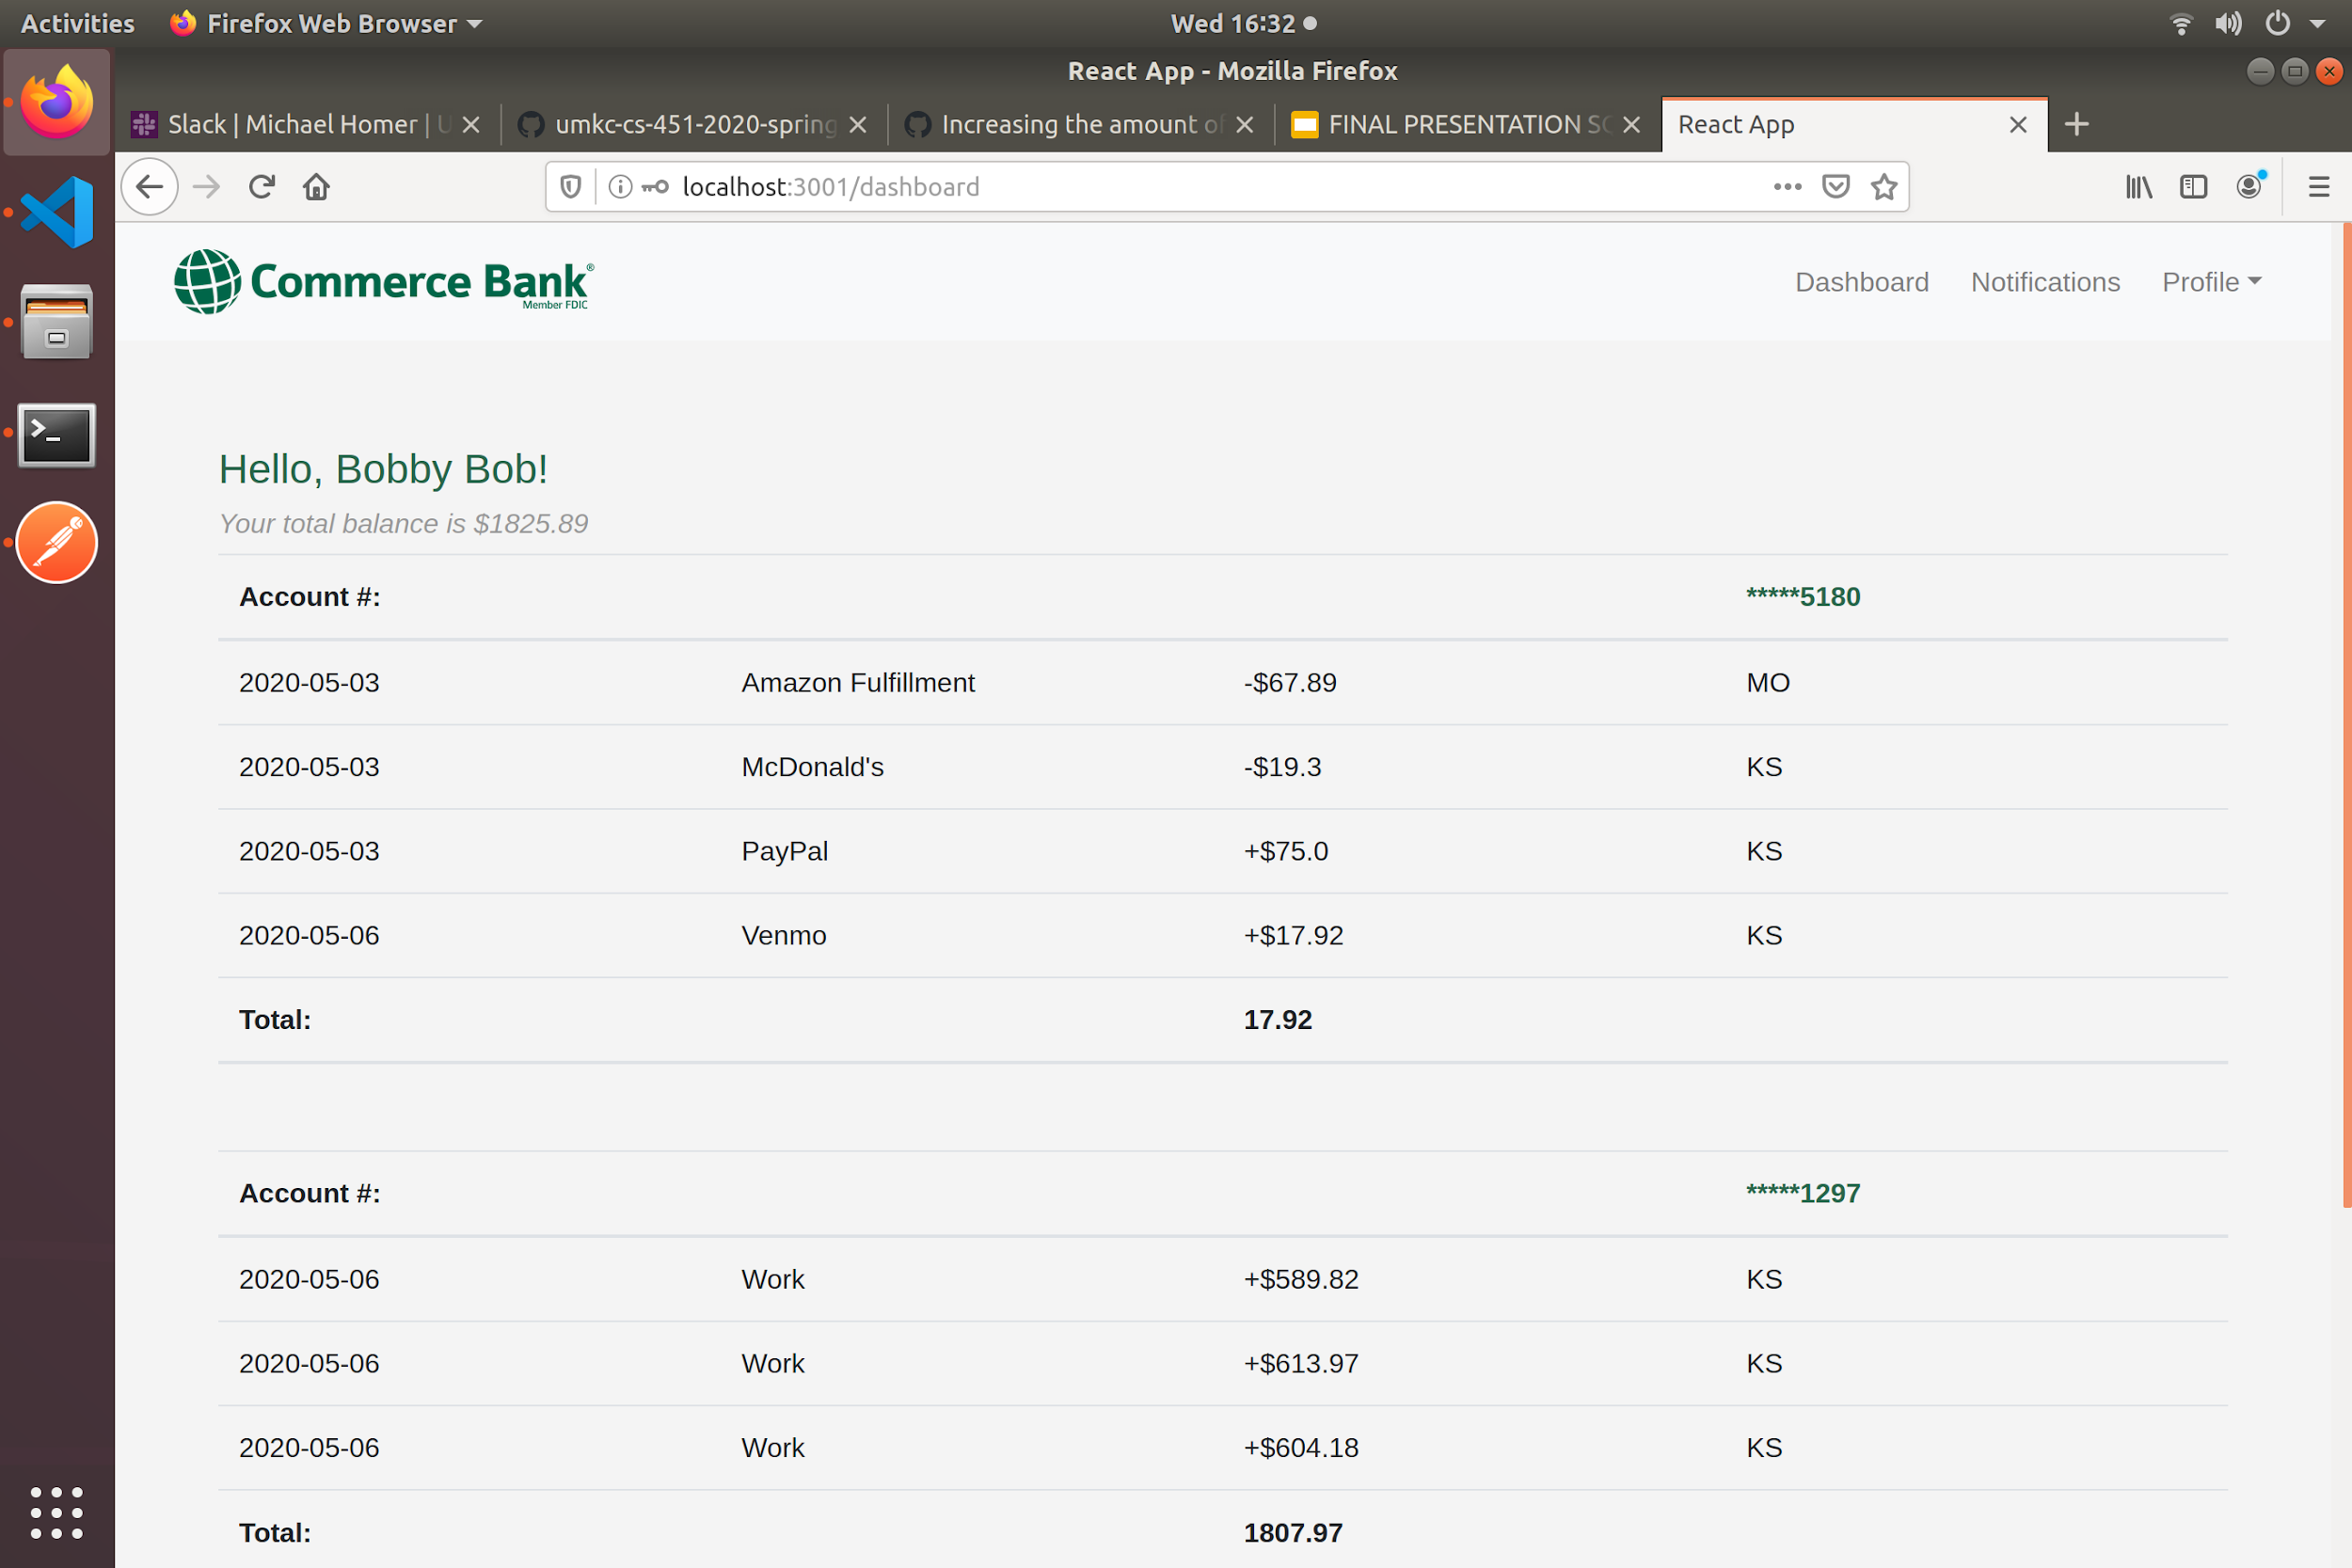 Activities Firefox Web Browser Wed 16:32
React App - Mozilla Firefox
Slack | Michael Homer | U umkc-cs-451-2020-spring Increasing the amount of FINAL PRESENTATION SC React App
localhost:3001/dashboard
Commerce Bank®
Member FDIC
Dashboard Notifications Profile
Hello, Bobby Bob!
Your total balance is $1825.89
Account #: *****5180
2020-05-03 Amazon Fulfillment -$67.89 MO
2020-05-03 McDonald's -$19.3 KS
2020-05-03 PayPal +$75.0 KS
2020-05-06 Venmo +$17.92 KS
Total: 17.92
Account #: *****1297
2020-05-06 Work +$589.82 KS
2020-05-06 Work +$613.97 KS
2020-05-06 Work +$604.18 KS
Total: 1807.97